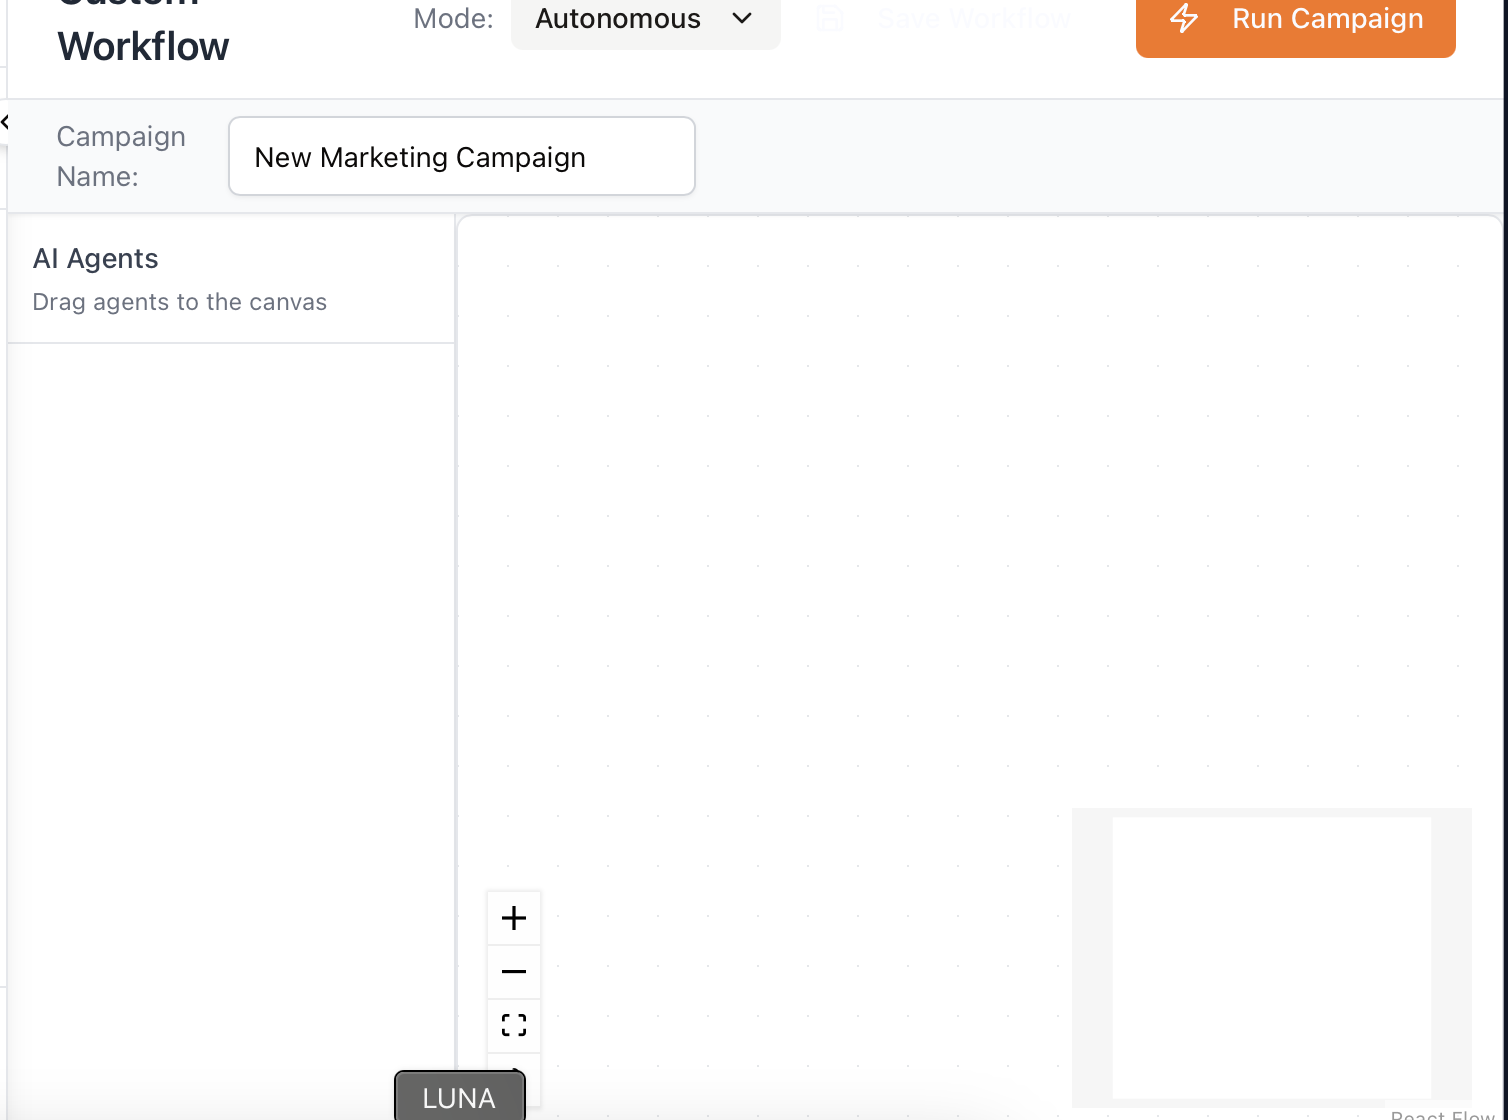 Custom
Workflow
Mode:
Autonomous
Save Workflow
Run Campaign
Campaign
Name:
New Marketing Campaign
AI Agents
Drag agents to the canvas
LUNA
React Flow